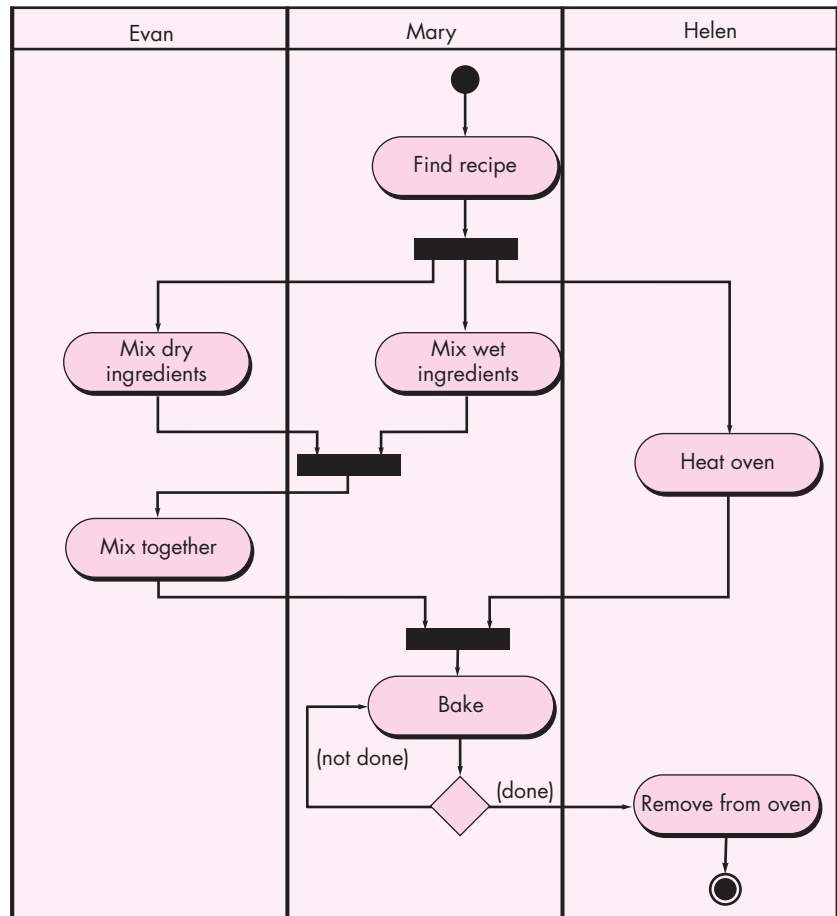 Evan
Mary
Helen
Find recipe
Mix dry
ingredients
Mix wet
ingredients
Heat oven
Mix together
Bake
(not done)
(done)
Remove from oven